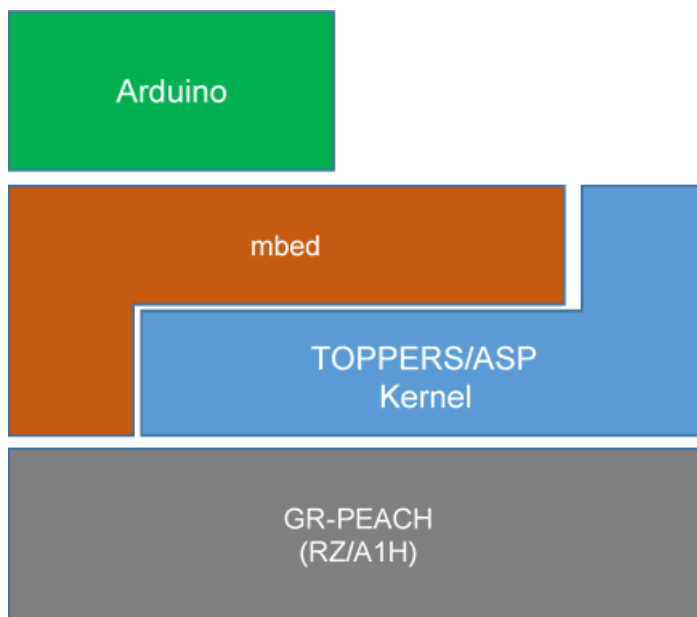 Arduino
mbed
TOPPERS/ASP
Kernel
GR-PEACH
(RZ/A1H)